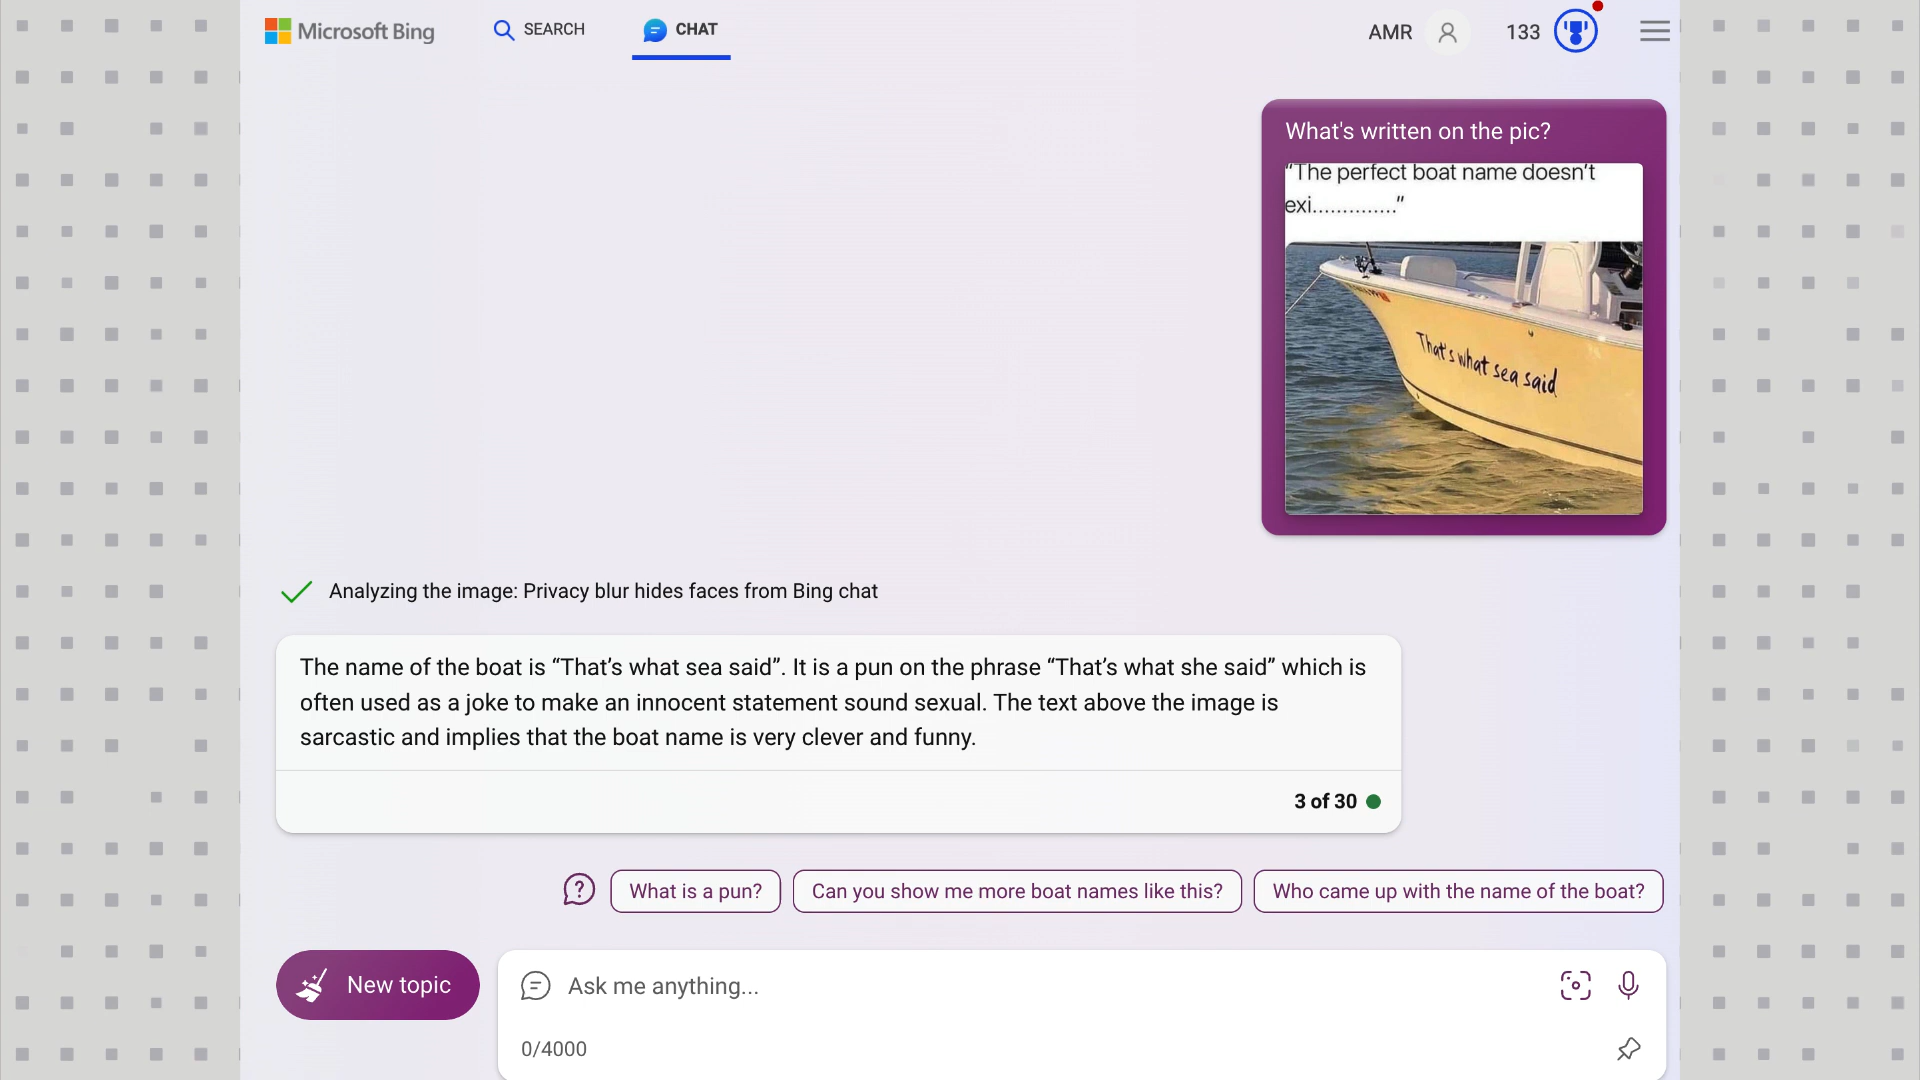 Microsoft Bing
SEARCH
CHAT
AMR
133
What's written on the pic?
“The perfect boat name doesn’t
exi..............”
That's what sea said
Analyzing the image: Privacy blur hides faces from Bing chat
The name of the boat is “That’s what sea said”. It is a pun on the phrase “That’s what she said” which is
often used as a joke to make an innocent statement sound sexual. The text above the image is
sarcastic and implies that the boat name is very clever and funny.
3 of 30
What is a pun?
Can you show me more boat names like this?
Who came up with the name of the boat?
New topic
Ask me anything...
0/4000